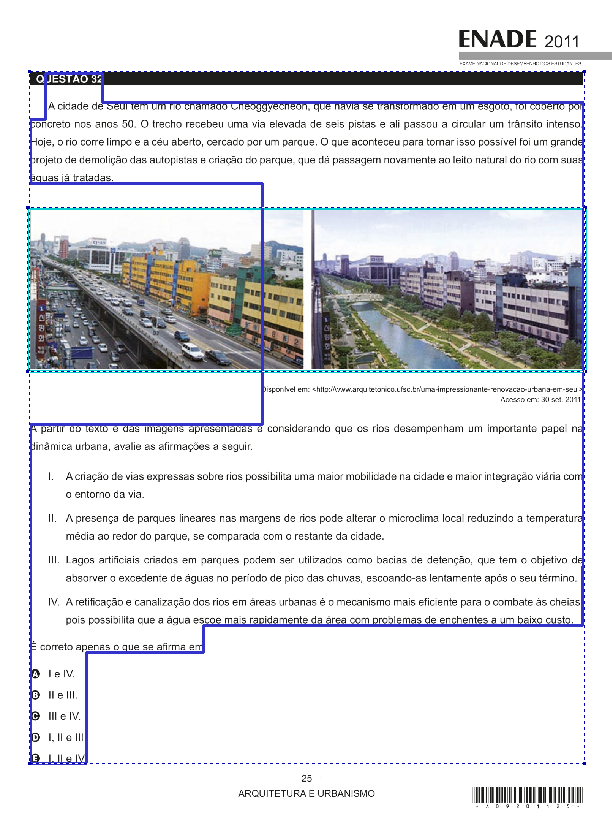 ENADE 2011
EXAME NACIONAL DE DESEMPENHO DOS ESTUDANTES
QUESTÃO 32
A cidade de Seul tem um rio chamado Cheoggyecheon, que havia se transformado em um esgoto, foi coberto por
concreto nos anos 50. O trecho recebeu uma via elevada de seis pistas e ali passou a circular um trânsito intenso.
Hoje, o rio corre limpo e a céu aberto, cercado por um parque. O que aconteceu para tornar isso possível foi um grande
projeto de demolição das autopistas e criação do parque, que dá passagem novamente ao leito natural do rio com suas
águas já tratadas.
Disponível em: <http://www.arquitetonico.ufsc.br/uma-impressionante-renovacao-urbana-em-seul>
Acesso em: 30 set. 2011
A partir do texto e das imagens apresentadas e considerando que os rios desempenham um importante papel na
dinâmica urbana, avalie as afirmações a seguir.
I. A criação de vias expressas sobre rios possibilita uma maior mobilidade na cidade e maior integração viária com
o entorno da via.
II. A presença de parques lineares nas margens de rios pode alterar o microclima local reduzindo a temperatura
média ao redor do parque, se comparada com o restante da cidade.
III. Lagos artificiais criados em parques podem ser utilizados como bacias de detenção, que tem o objetivo de
absorver o excedente de águas no período de pico das chuvas, escoando-as lentamente após o seu término.
IV. A retificação e canalização dos rios em áreas urbanas é o mecanismo mais eficiente para o combate às cheias,
pois possibilita que a água escoe mais rapidamente da área com problemas de enchentes a um baixo custo.
É correto apenas o que se afirma em
A I e IV.
B II e III.
C III e IV.
D I, II e III.
E I, II e IV.
25
ARQUITETURA E URBANISMO
*A09201125*